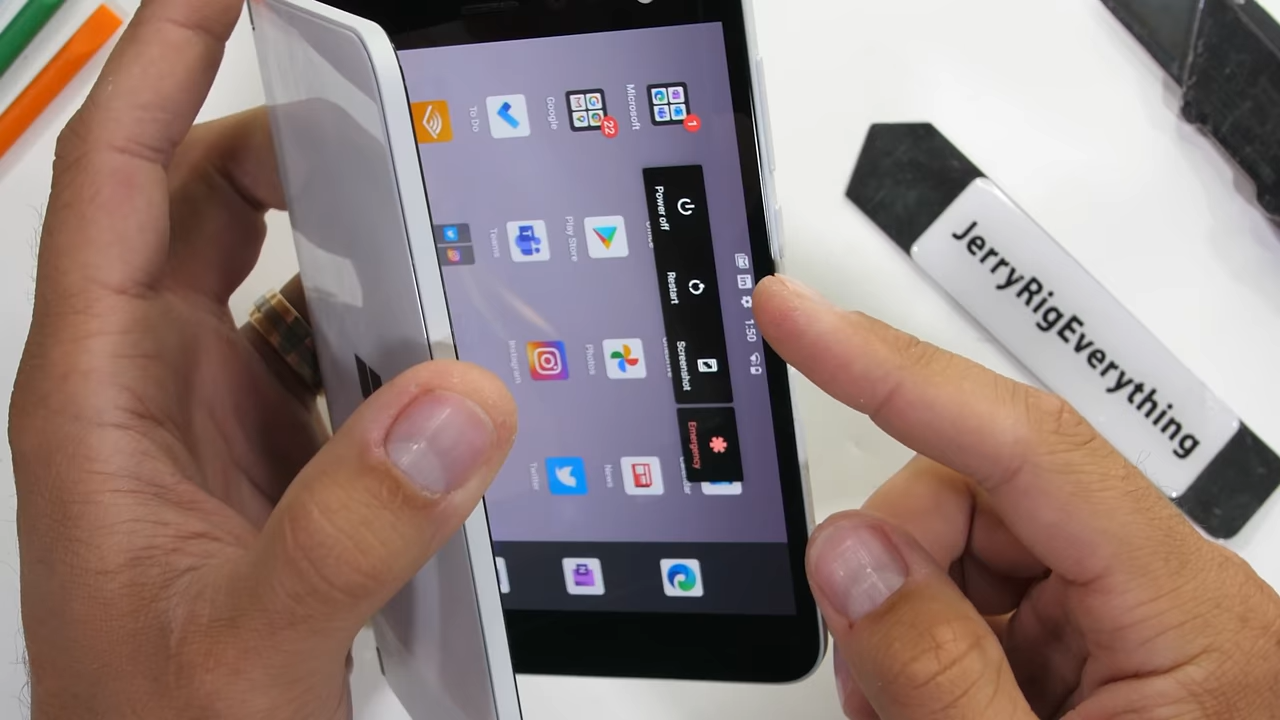 Microsoft
1
Google
22
To Do
Power off
Restart
Screenshot
Emergency
1:50
Play Store
Teams
Photos
Instagram
News
Twitter
JerryRigEverything